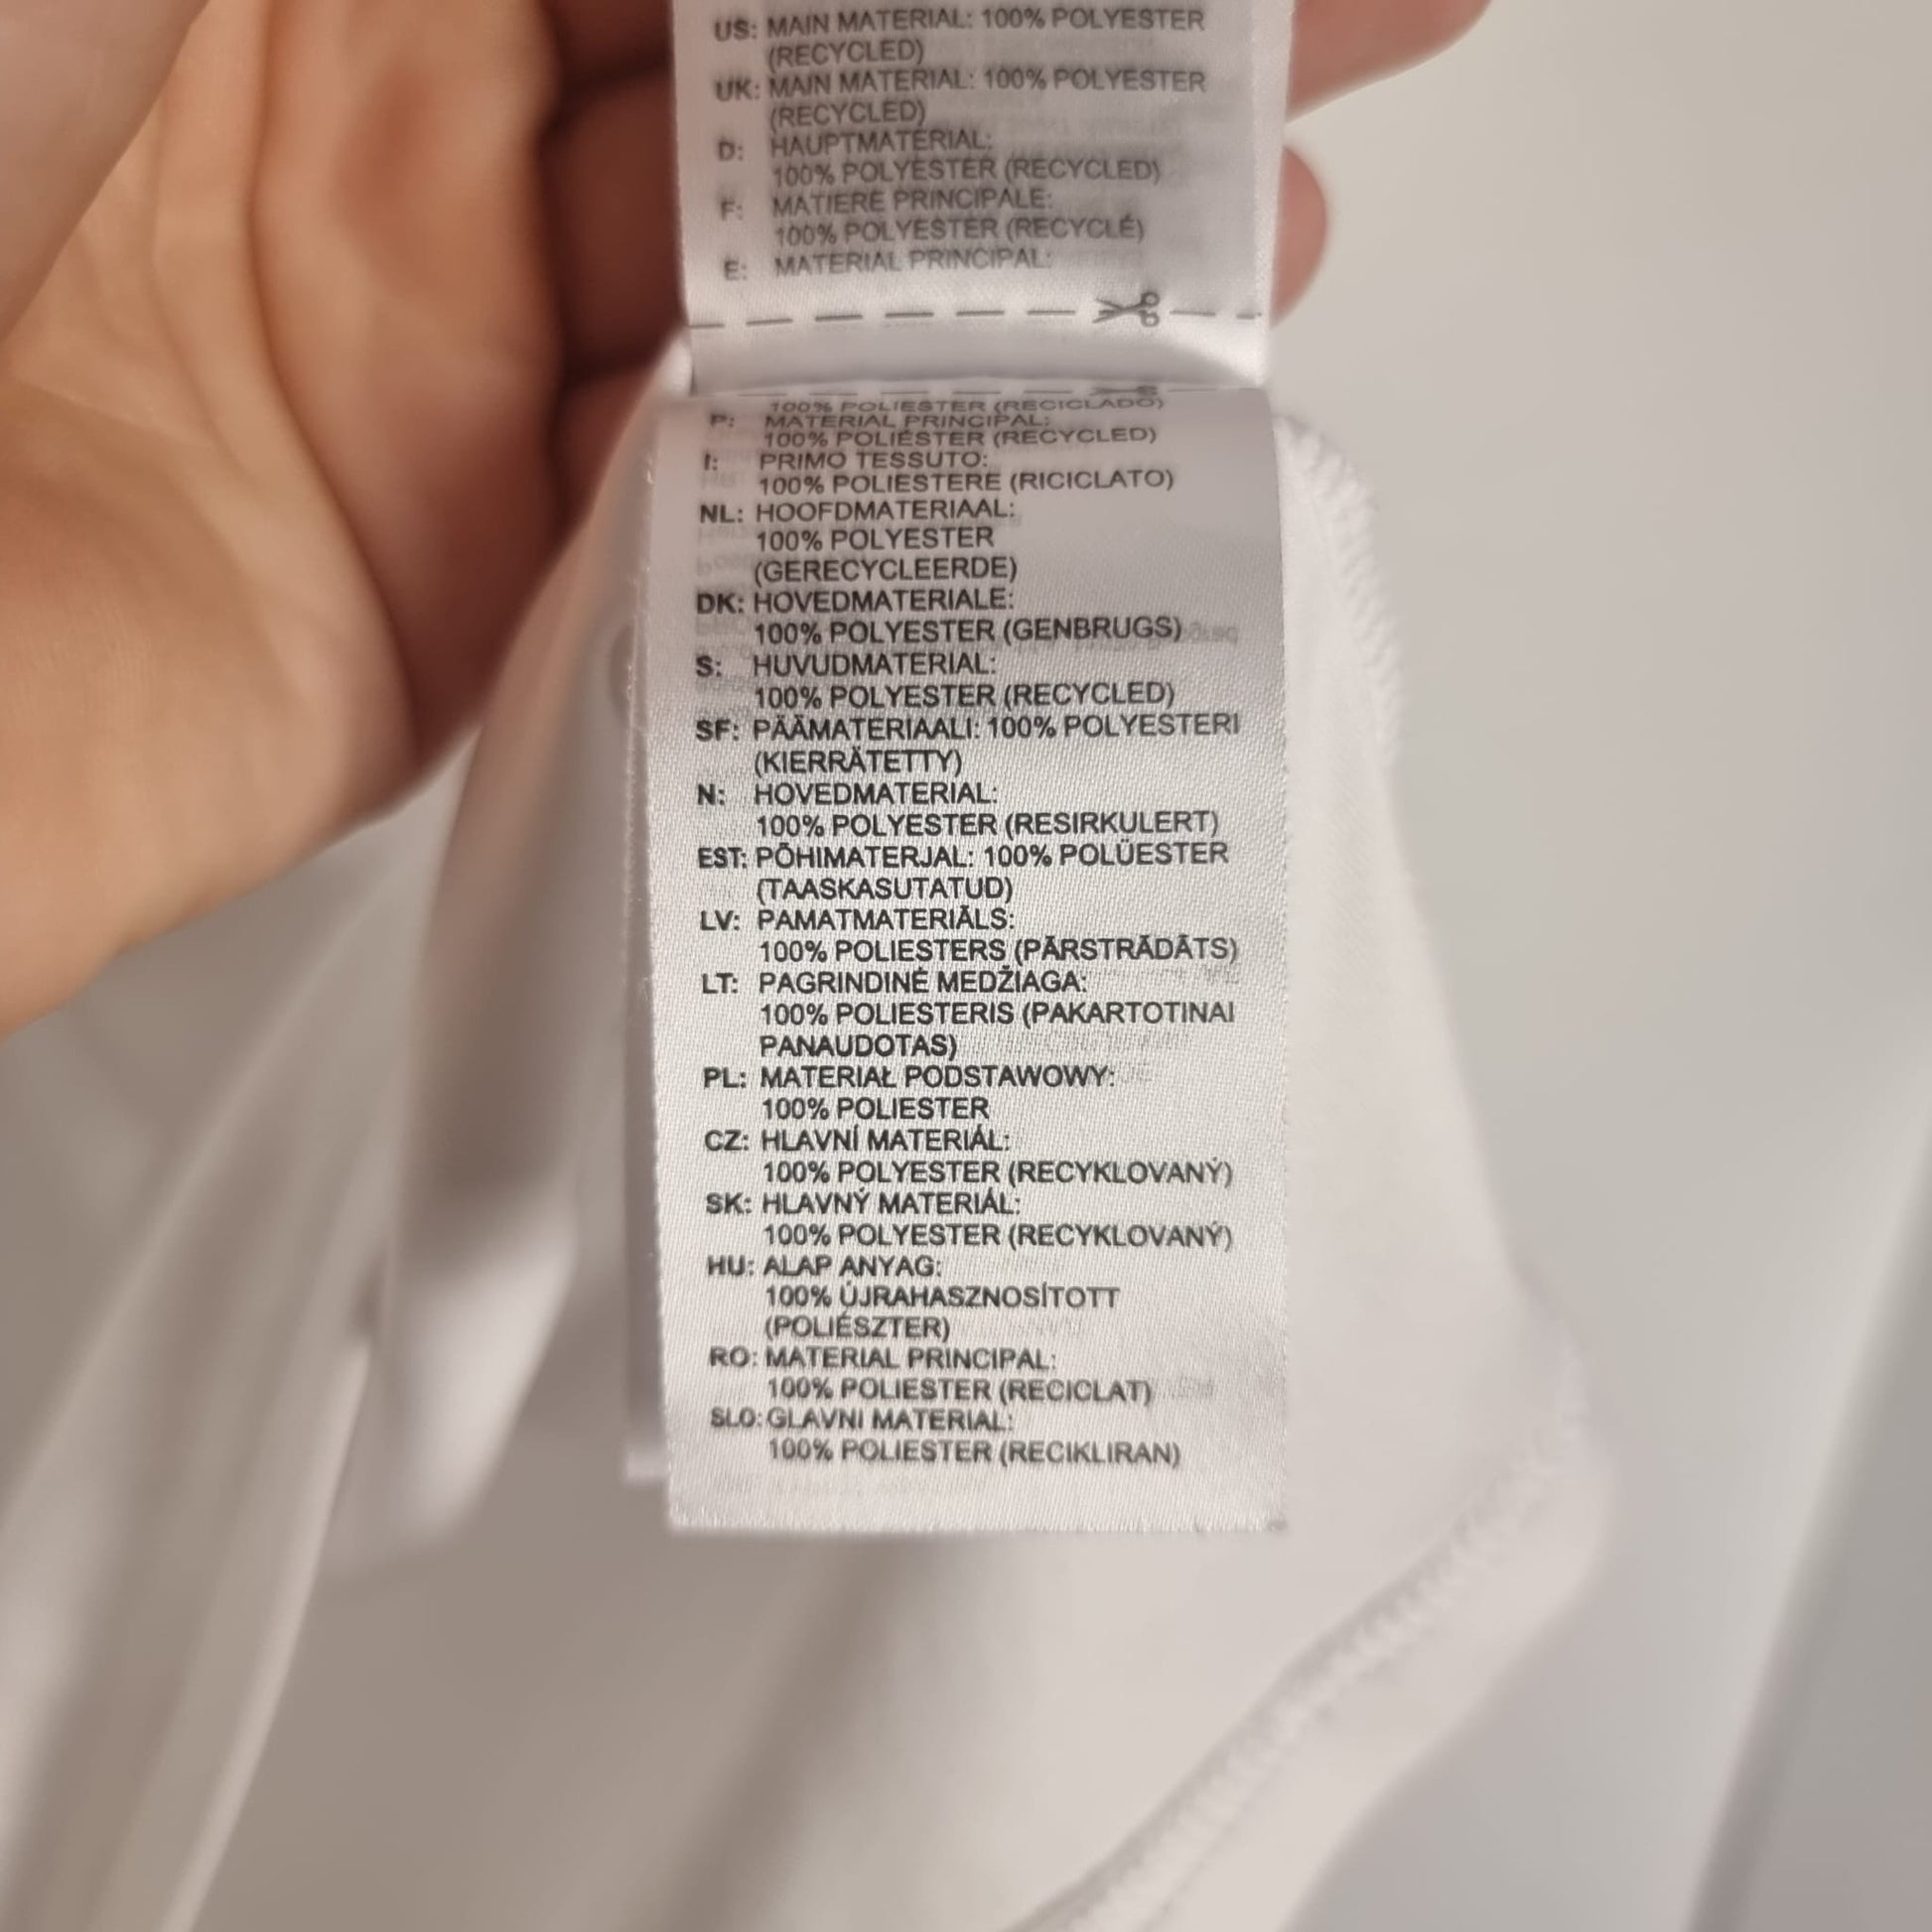 US: MAIN MATERIAL: 100% POLYESTER
(RECYCLED)
UK: MAIN MATERIAL: 100% POLYESTER
(RECYCLED)
D: HAUPTMATERIAL:
100% POLYESTER (RECYCLED)
F: MATIERE PRINCIPALE:
100% POLYESTER (RECYCLÉ)
E: MATERIAL PRINCIPAL:
100% POLIESTER (RECICLADO)
P: MATERIAL PRINCIPAL:
100% POLIÉSTER (RECYCLED)
I: PRIMO TESSUTO:
100% POLIESTERE (RICICLATO)
NL: HOOFDMATERIAAL:
100% POLYESTER
(GERECYCLEERDE)
DK: HOVEDMATERIALE:
100% POLYESTER (GENBRUGS)
S: HUVUDMATERIAL:
100% POLYESTER (RECYCLED)
SF: PÄÄMATERIAALI: 100% POLYESTERI
(KIERRÄTETTY)
N: HOVEDMATERIAL:
100% POLYESTER (RESIRKULERT)
EST: PÕHIMATERJAL: 100% POLÜESTER
(TAASKASUTATUD)
LV: PAMATMATERIĀLS:
100% POLIESTERS (PĀRSTRĀDĀTS)
LT: PAGRINDINĖ MEDŽIAGA:
100% POLIESTERIS (PAKARTOTINAI
PANAUDOTAS)
PL: MATERIAŁ PODSTAWOWY:
100% POLIESTER
CZ: HLAVNÍ MATERIÁL:
100% POLYESTER (RECYKLOVANÝ)
SK: HLAVNÝ MATERIÁL:
100% POLYESTER (RECYKLOVANÝ)
HU: ALAP ANYAG:
100% ÚJRAHASZNOSÍTOTT
(POLIÉSZTER)
RO: MATERIAL PRINCIPAL:
100% POLIESTER (RECICLAT)
SLO: GLAVNI MATERIAL:
100% POLIESTER (RECIKLIRAN)